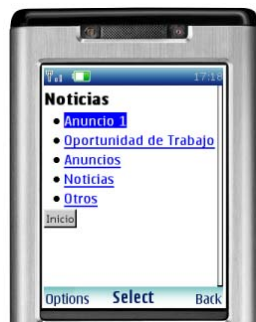 17:18
Noticias
Anuncio 1
Oportunidad de Trabajo
Anuncios
Noticias
Otros
Inicio
Options Select Back